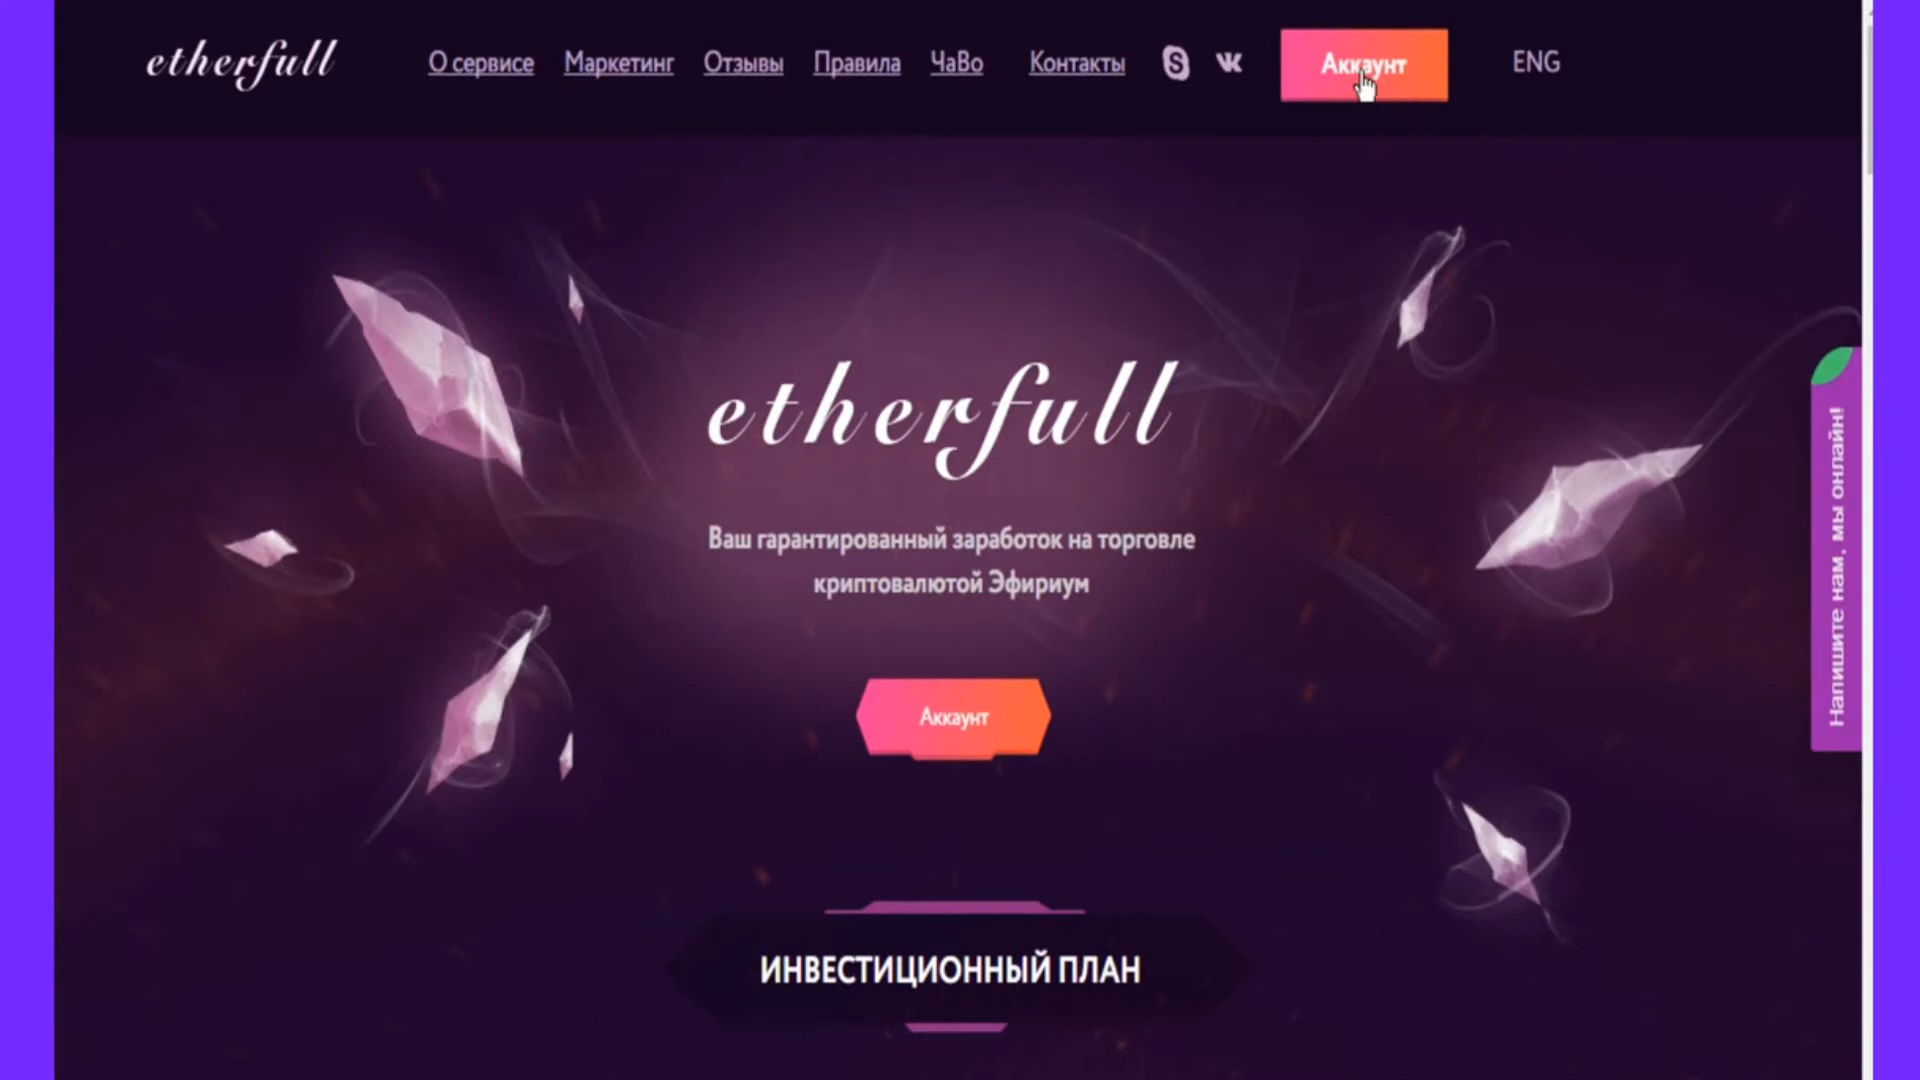 etherfull
О сервисе
Маркетинг
Отзывы
Правила
ЧаВо
Контакты
Аккаунт
ENG
etherfull
Ваш гарантированный заработок на торговле
криптовалютой Эфириум
Аккаунт
Напишите нам, мы онлайн!
ИНВЕСТИЦИОННЫЙ ПЛАН